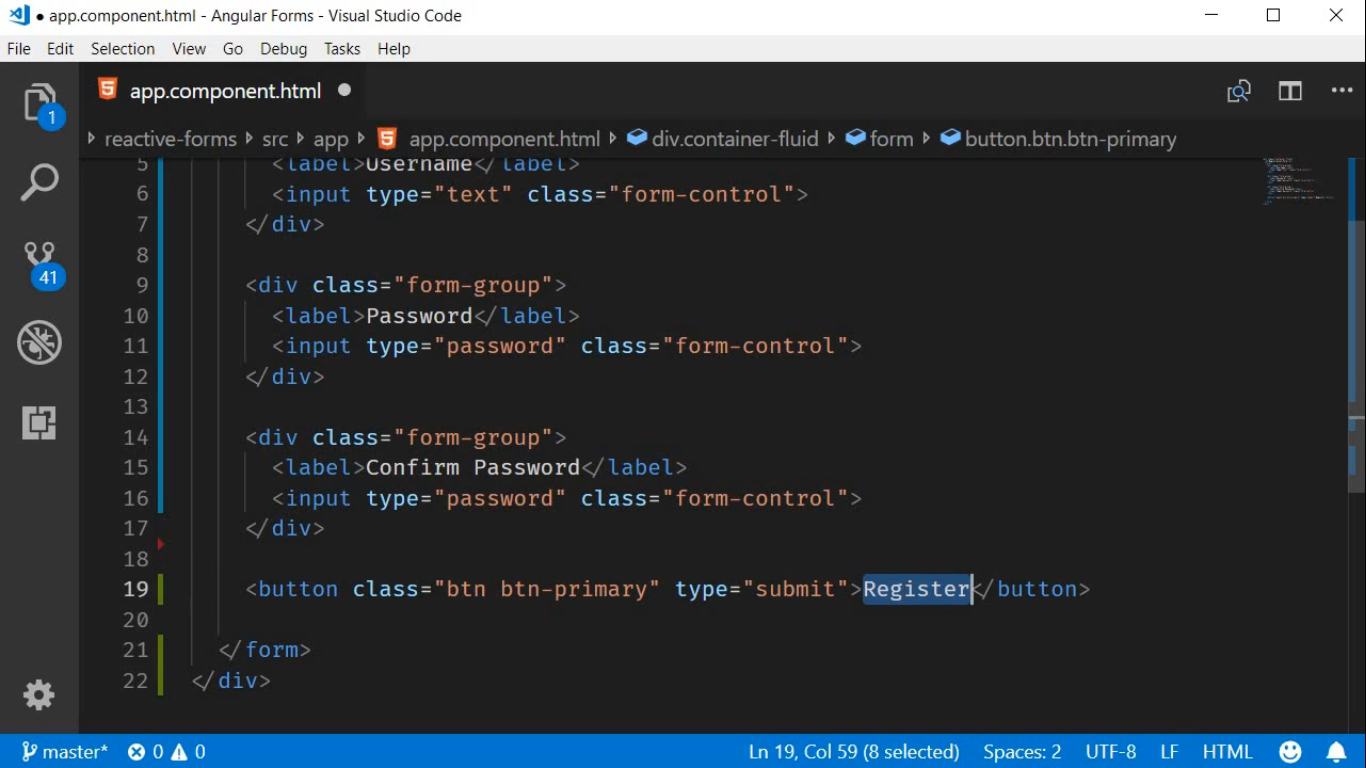 ● app.component.html - Angular Forms - Visual Studio Code
File Edit Selection View Go Debug Tasks Help
app.component.html ●
reactive-forms src app app.component.html div.container-fluid form button.btn.btn-primary
1
41
5 <label>Username</label>
6 <input type="text" class="form-control">
7 </div>
8
9 <div class="form-group">
10 <label>Password</label>
11 <input type="password" class="form-control">
12 </div>
13
14 <div class="form-group">
15 <label>Confirm Password</label>
16 <input type="password" class="form-control">
17 </div>
18
19 <button class="btn btn-primary" type="submit">Register</button>
20
21 </form>
22 </div>
master* 0 0 Ln 19, Col 59 (8 selected) Spaces: 2 UTF-8 LF HTML